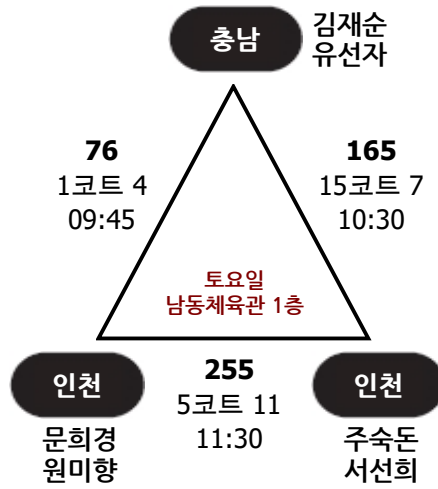 충남
김재순
유선자
76
1코트 4
09:45
165
15코트 7
10:30
토요일
남동체육관 1층
인천
문희경
원미향
255
5코트 11
11:30
인천
주숙돈
서선희